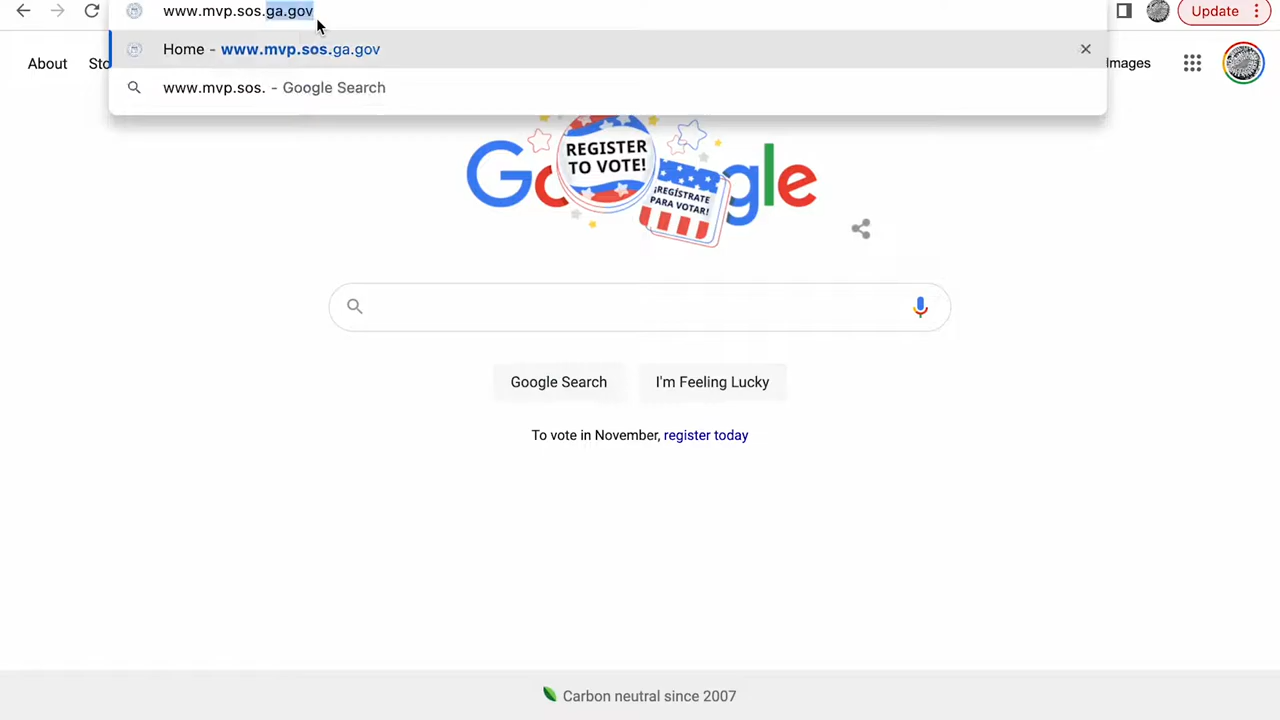 www.mvp.sos.ga.gov
Update
Home - www.mvp.sos.ga.gov
About
Sto
Images
www.mvp.sos. - Google Search
Google
REGISTER
TO VOTE!
¡REGÍSTRATE
PARA VOTAR!
Google Search
I'm Feeling Lucky
To vote in November, register today
Carbon neutral since 2007